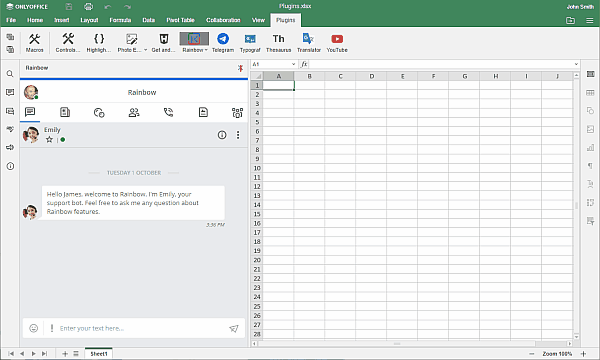 ONLYOFFICE
Plugins.xlsx
John Smith
File Home Insert Layout Formula Data Pivot Table Collaboration View Plugins
Macros Controls... Highligh... Photo E... Get and... Rainbow Telegram Typograf Thesaurus Translator YouTube
Th
Rainbow
A1
fx
Rainbow
A B C D E F G H I J
Emily
TUESDAY 1 OCTOBER
Hello James, welcome to Rainbow. I'm Emily, your
support bot. Feel free to ask me any question about
Rainbow features.
3:36 PM
Enter your text here...
1
2
3
4
5
6
7
8
9
10
11
12
13
14
15
16
17
18
19
20
21
22
23
24
25
26
27
28
Sheet1
Zoom 100%